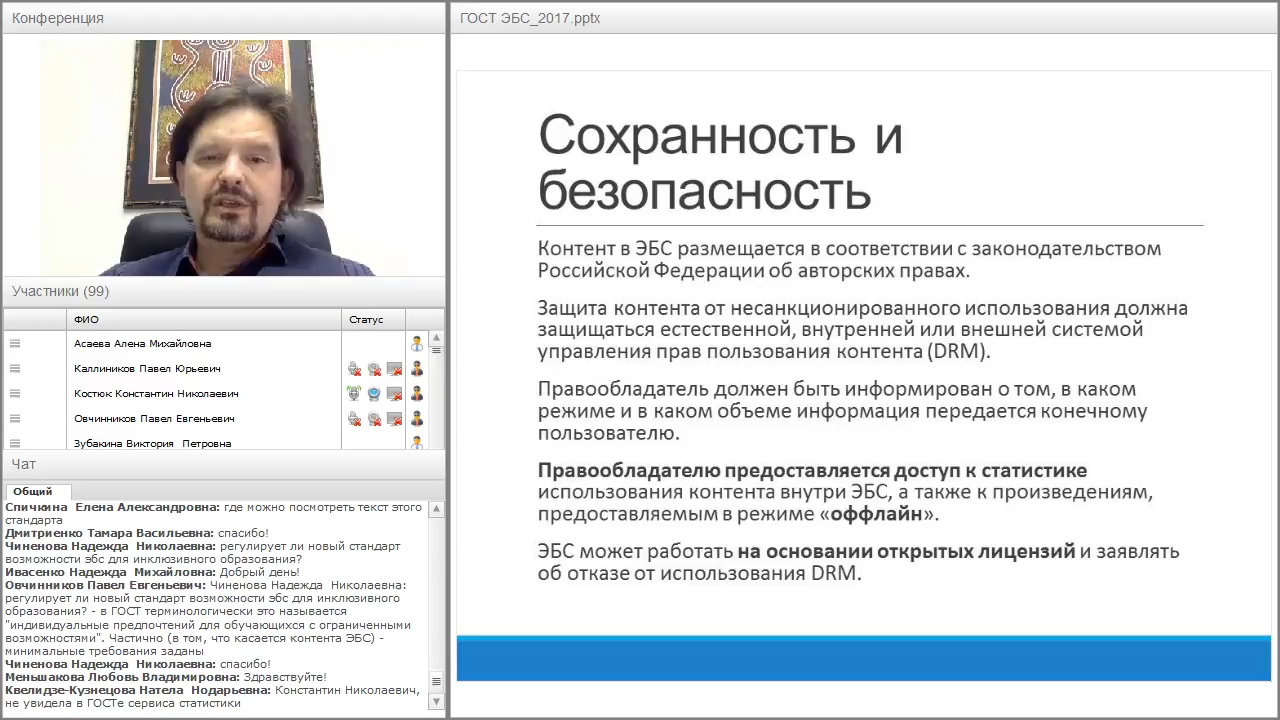 Конференция
Участники (99)
ФИО
Статус
Асаева Алена Михайловна
Каллиников Павел Юрьевич
Костюк Константин Николаевич
Овчинников Павел Евгеньевич
Зубакина Виктория Петровна
Чат
Общий
Спичкина Елена Александровна: где можно посмотреть текст этого
стандарта
Дмитриенко Тамара Васильевна: спасибо!
Чиненова Надежда Николаевна: регулирует ли новый стандарт
возможности эбс для инклюзивного образования?
Ивасенко Надежда Михайловна: Добрый день!
Овчинников Павел Евгеньевич: Чиненова Надежда Николаевна:
регулирует ли новый стандарт возможности эбс для инклюзивного
образования? - в ГОСТ терминологически это называется
"индивидуальные предпочтений для обучающихся с ограниченными
возможностями". Частично (в том, что касается контента ЭБС) -
минимальные требования заданы
Чиненова Надежда Николаевна: спасибо!
Меньшакова Любовь Владимировна: Здравствуйте!
Квелидзе-Кузнецова Натела Нодарьевна: Константин Николаевич,
не увидела в ГОСТе сервиса статистики
ГОСТ ЭБС_2017.pptx
Сохранность и
безопасность
Контент в ЭБС размещается в соответствии с законодательством
Российской Федерации об авторских правах.
Защита контента от несанкционированного использования должна
защищаться естественной, внутренней или внешней системой
управления прав пользования контента (DRM).
Правообладатель должен быть информирован о том, в каком
режиме и в каком объеме информация передается конечному
пользователю.
Правообладателю предоставляется доступ к статистике
использования контента внутри ЭБС, а также к произведениям,
предоставляемым в режиме «оффлайн».
ЭБС может работать на основании открытых лицензий и заявлять
об отказе от использования DRM.